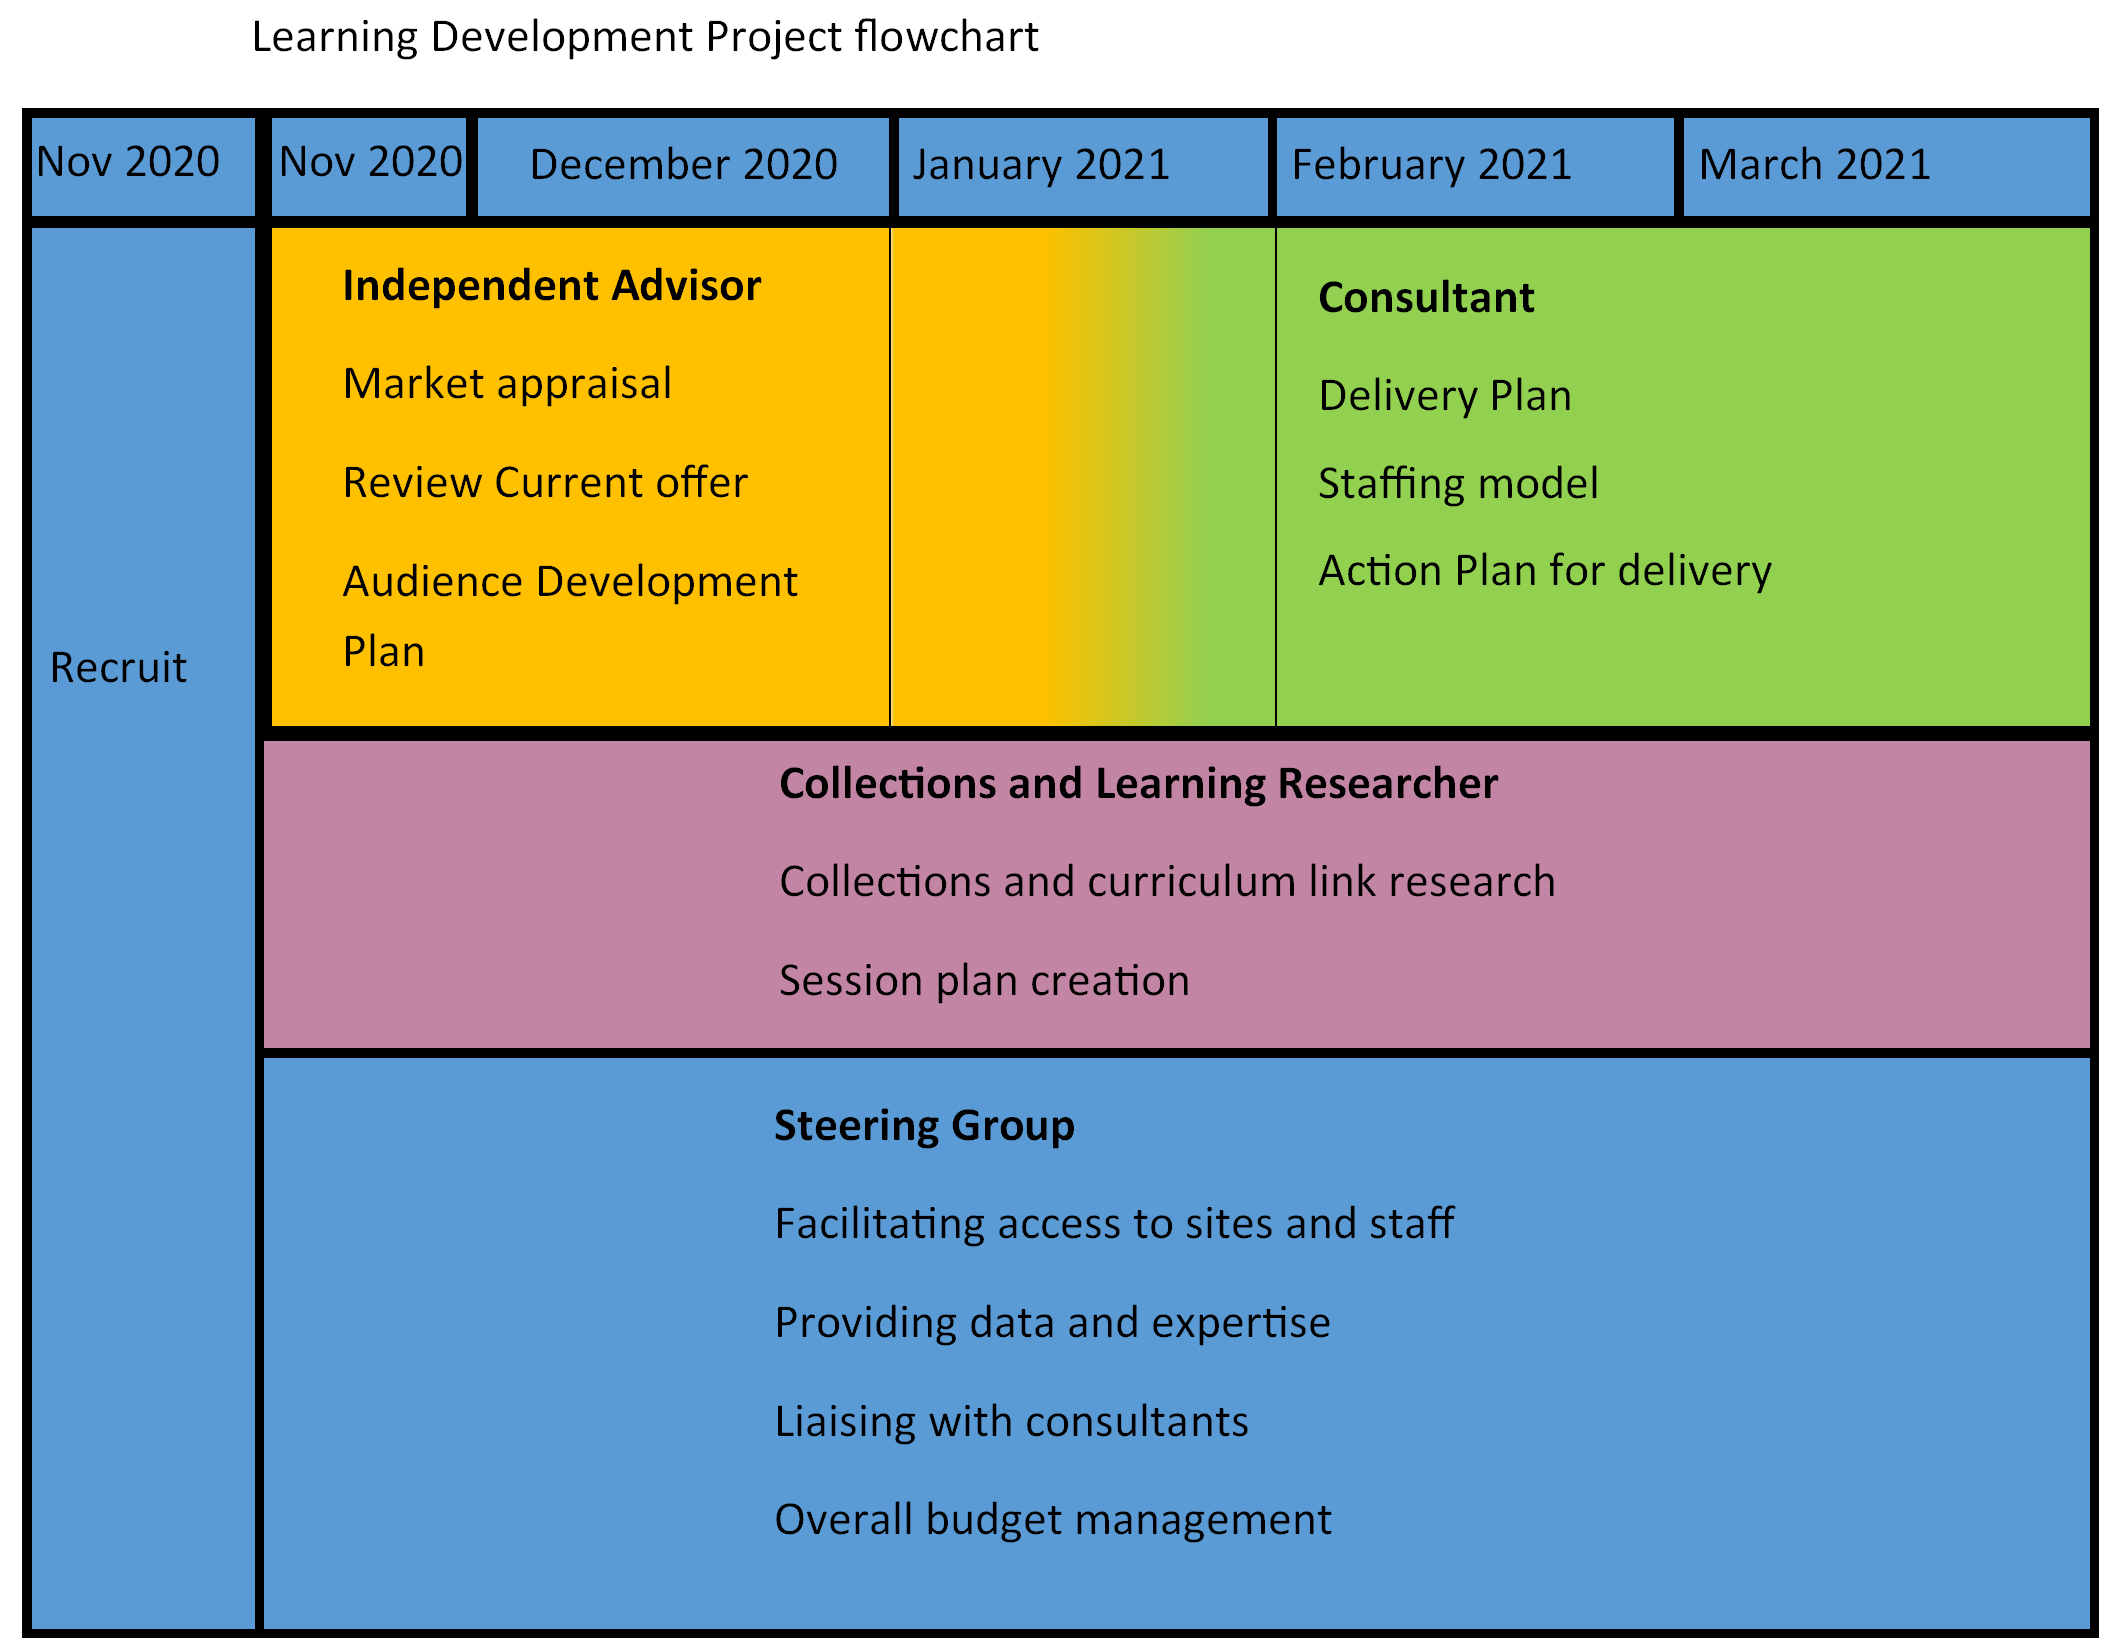 Learning Development Project flowchart
Nov 2020
Nov 2020
December 2020
January 2021
February 2021
March 2021
Recruit
Independent Advisor
Market appraisal
Review Current offer
Audience Development
Plan
Consultant
Delivery Plan
Staffing model
Action Plan for delivery
Collections and Learning Researcher
Collections and curriculum link research
Session plan creation
Steering Group
Facilitating access to sites and staff
Providing data and expertise
Liaising with consultants
Overall budget management